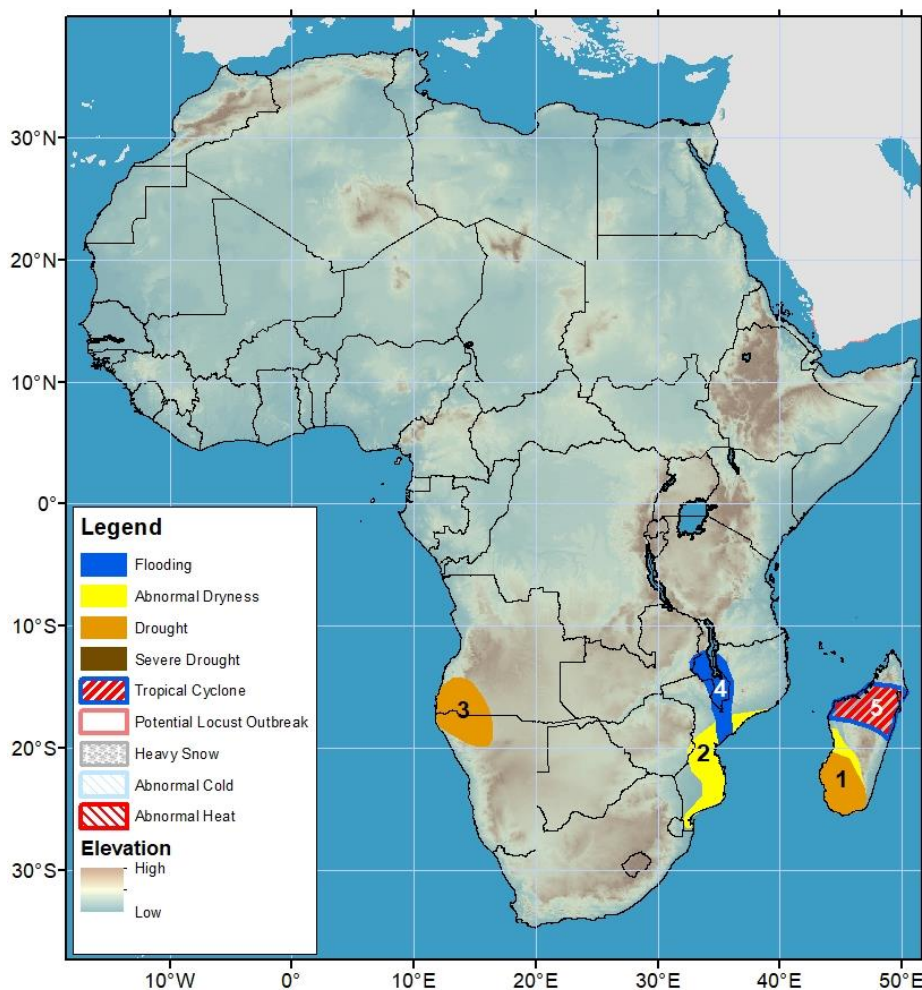 30°N
20°N
10°N
0°
10°S
20°S
30°S
Legend
Flooding
Abnormal Dryness
Drought
Severe Drought
Tropical Cyclone
Potential Locust Outbreak
Heavy Snow
Abnormal Cold
Abnormal Heat
Elevation
High
Low
3
4
2
5
1
10°W
0°
10°E
20°E
30°E
40°E
50°E